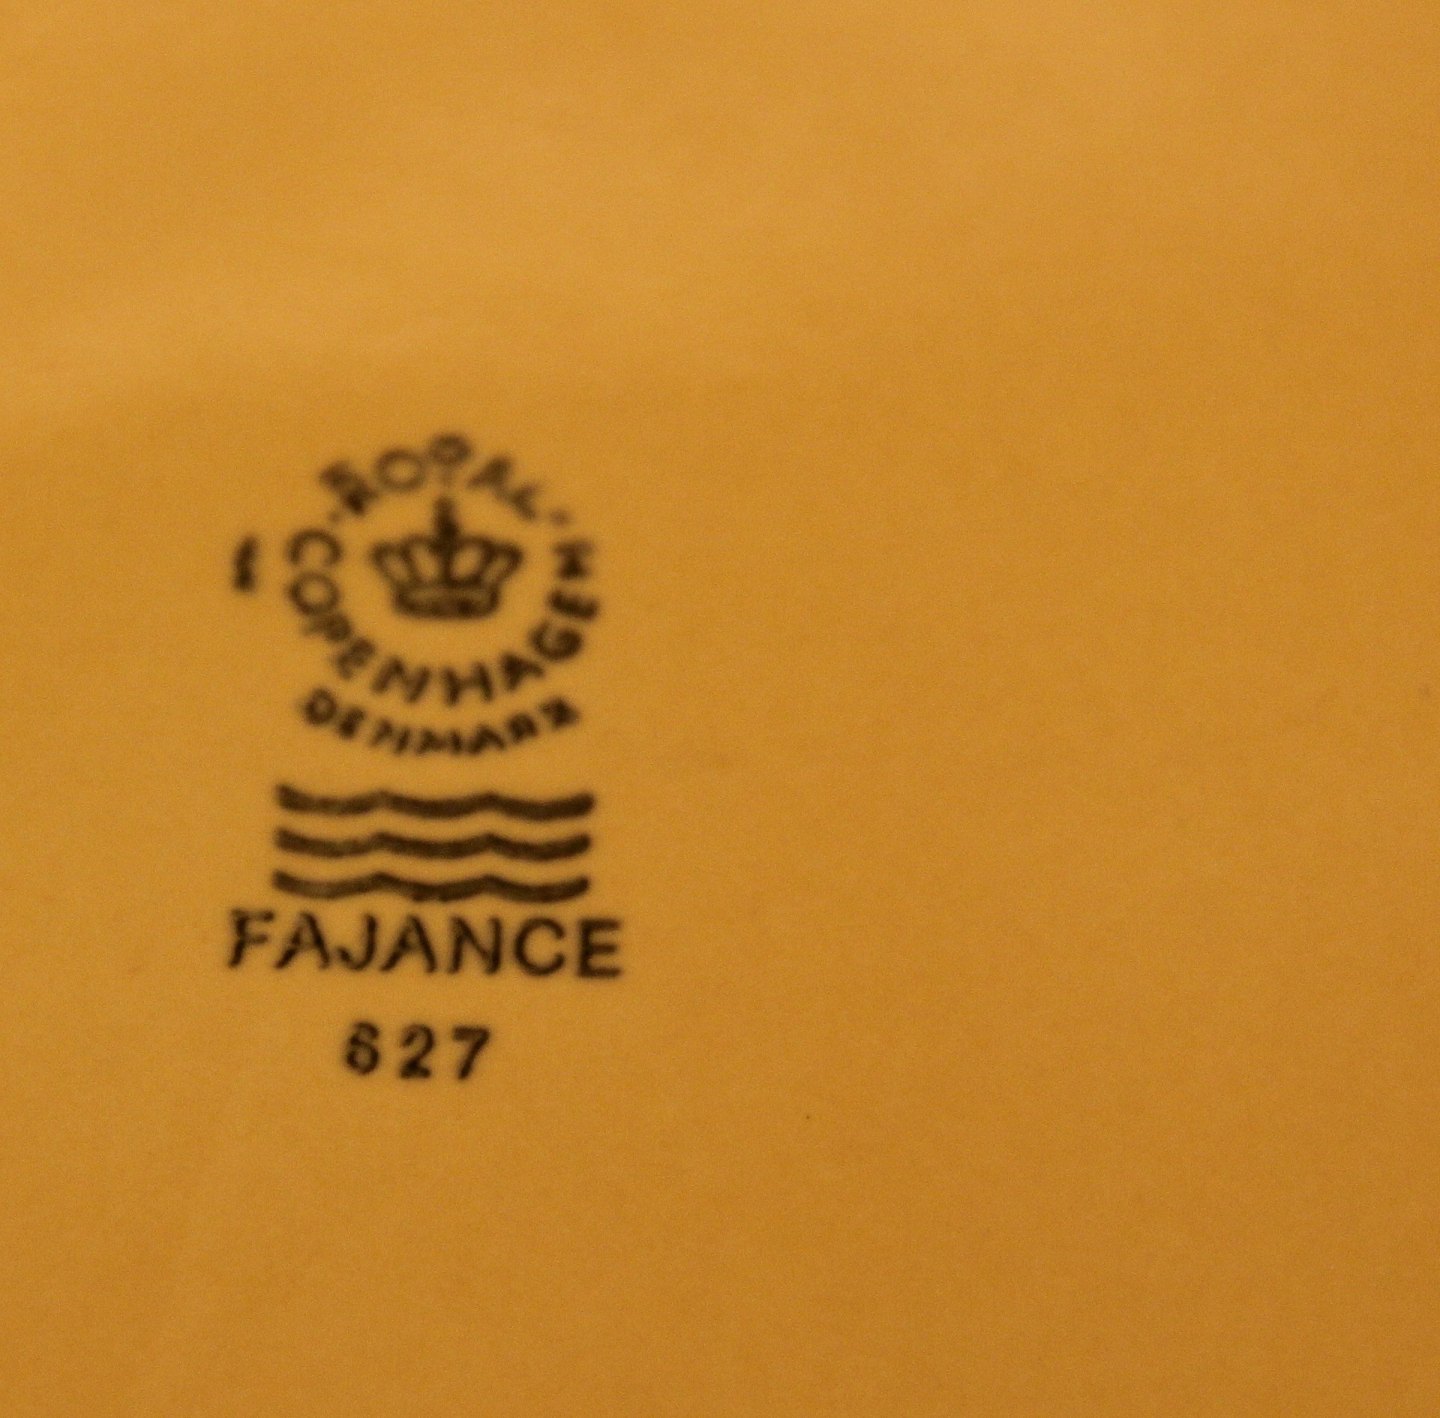 ROYAL
COPENHAGEN
DENMARK
FAJANCE
627